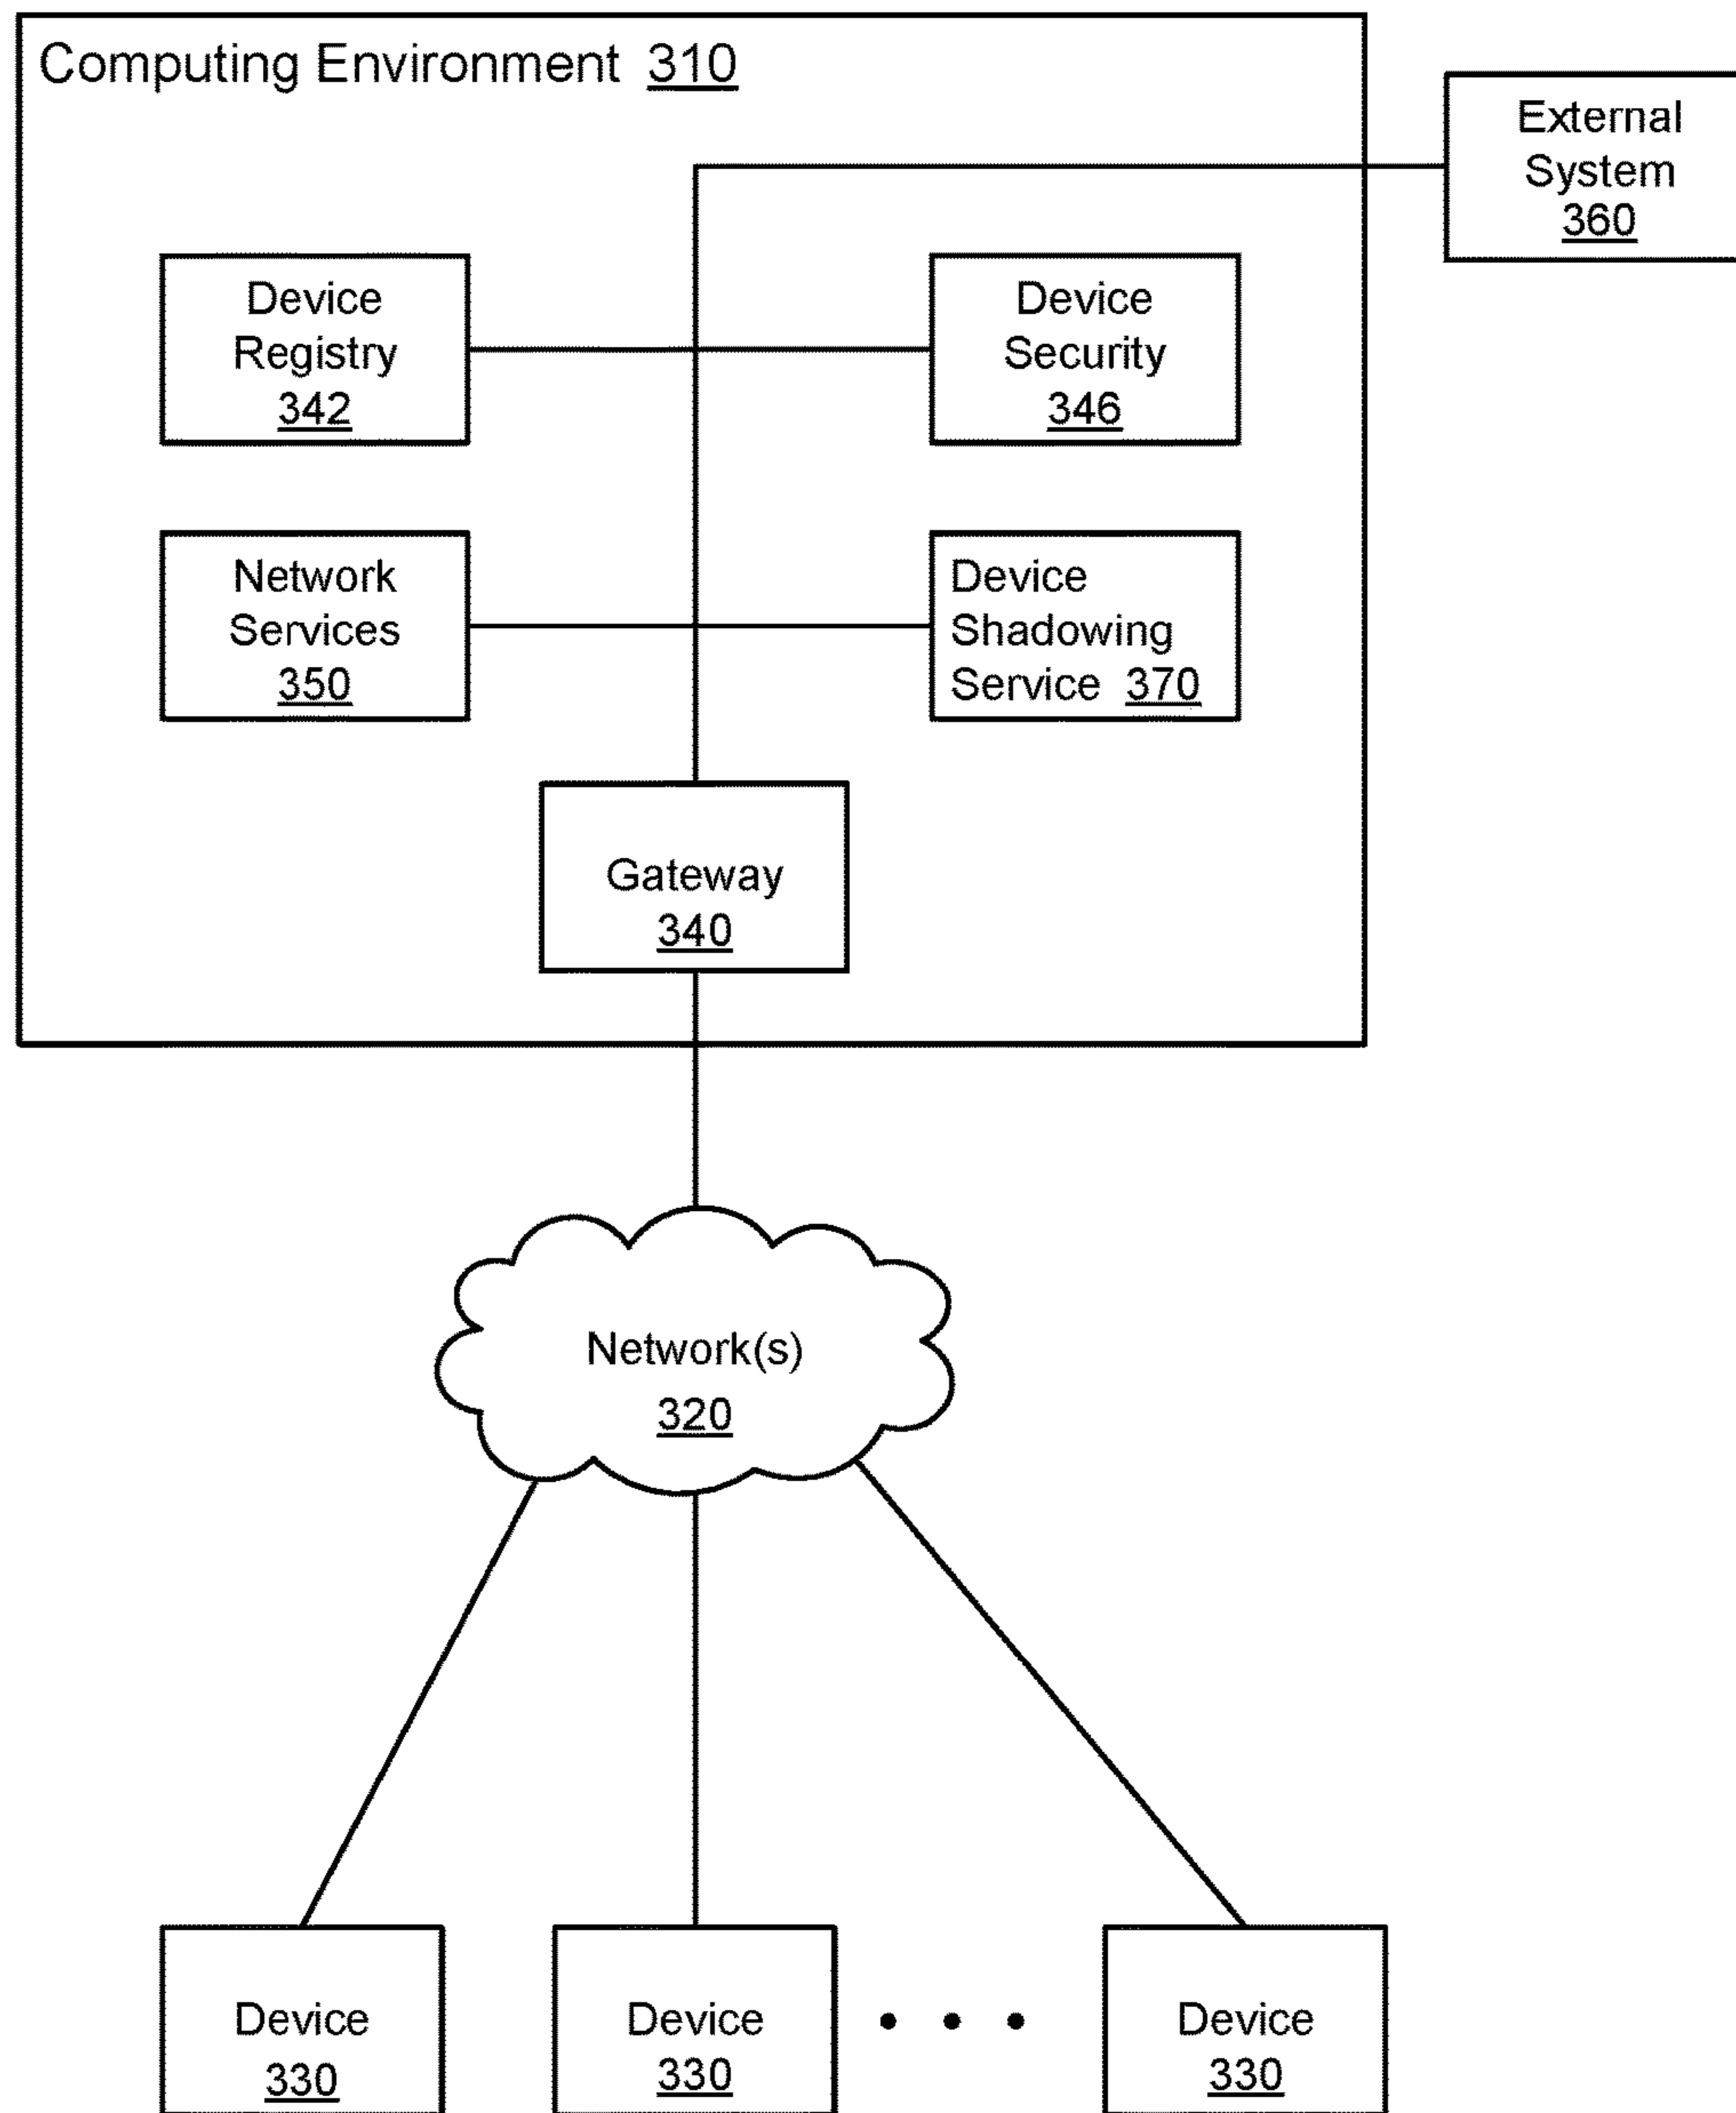 Computing Environment 310
External
System
360
Device
Registry
342
Device
Security
346
Network
Services
350
Device
Shadowing
Service 370
Gateway
340
Network(s)
320
Device
330
Device
330
Device
330